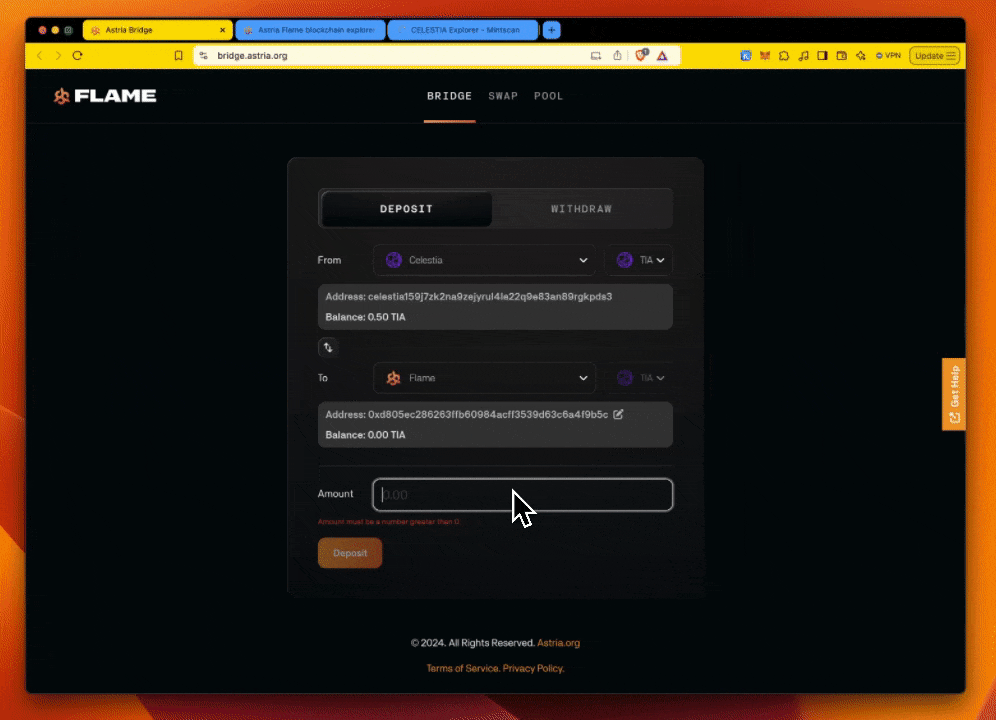 Astria Bridge
Astria Flame blockchain explorer
CELESTIA Explorer - Mintscan
bridge.astria.org
1
VPN
Update
FLAME
BRIDGE SWAP POOL
DEPOSIT WITHDRAW
From Celestia TIA
Address: celestia159j7zk2na9zejyrul4le22q9e83an89rgkpds3
Balance: 0.50 TIA
To Flame TIA
Address: 0xd805ec286263ffb60984acff3539d63c6a4f9b5c
Balance: 0.00 TIA
Amount 0.00
Amount must be a number greater than 0
Deposit
Get Help
© 2024. All Rights Reserved. Astria.org
Terms of Service. Privacy Policy.